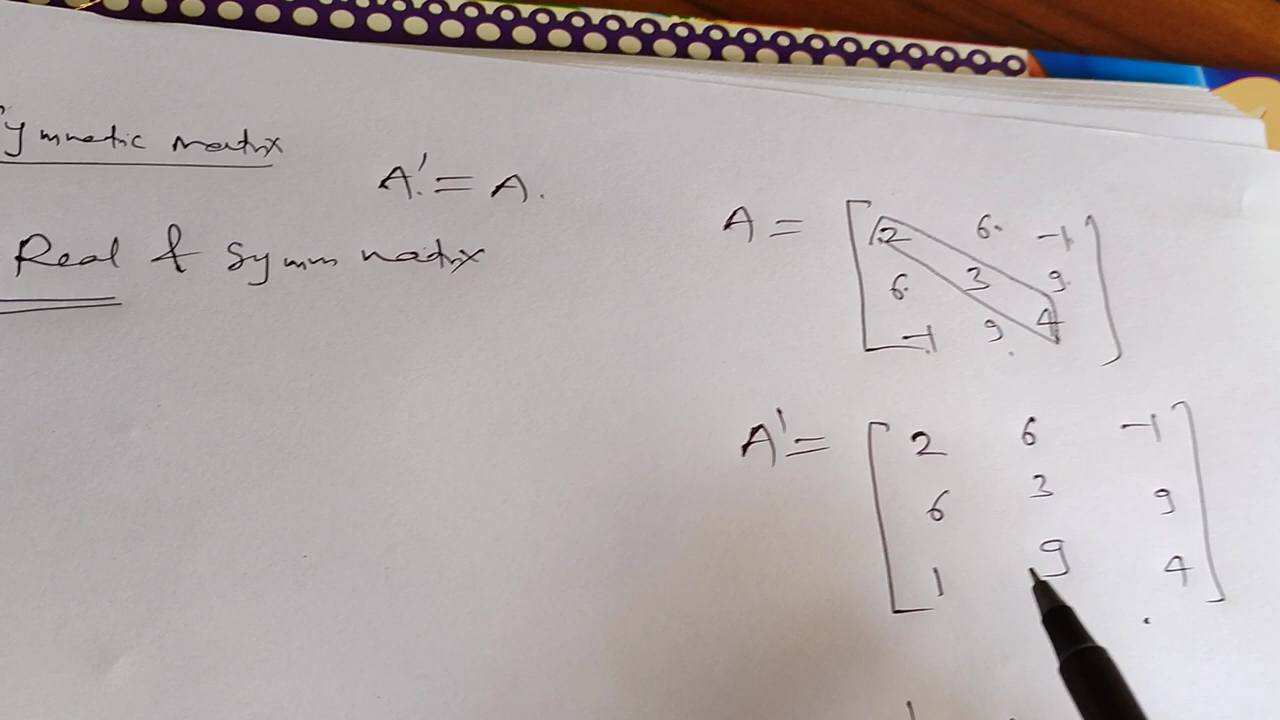 ymmetic matrix
A' = A.
Real & Symm matrix
A = [2 6 -1
6 3 9
-1 9 4]
A' = [2 6 -1
6 3 9
1 9 4]